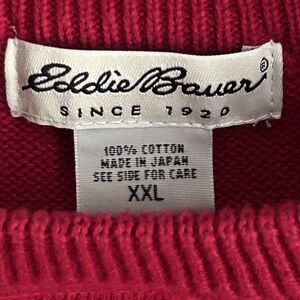 Eddie Bauer®
SINCE 1920
100% COTTON
MADE IN JAPAN
SEE SIDE FOR CARE
XXL